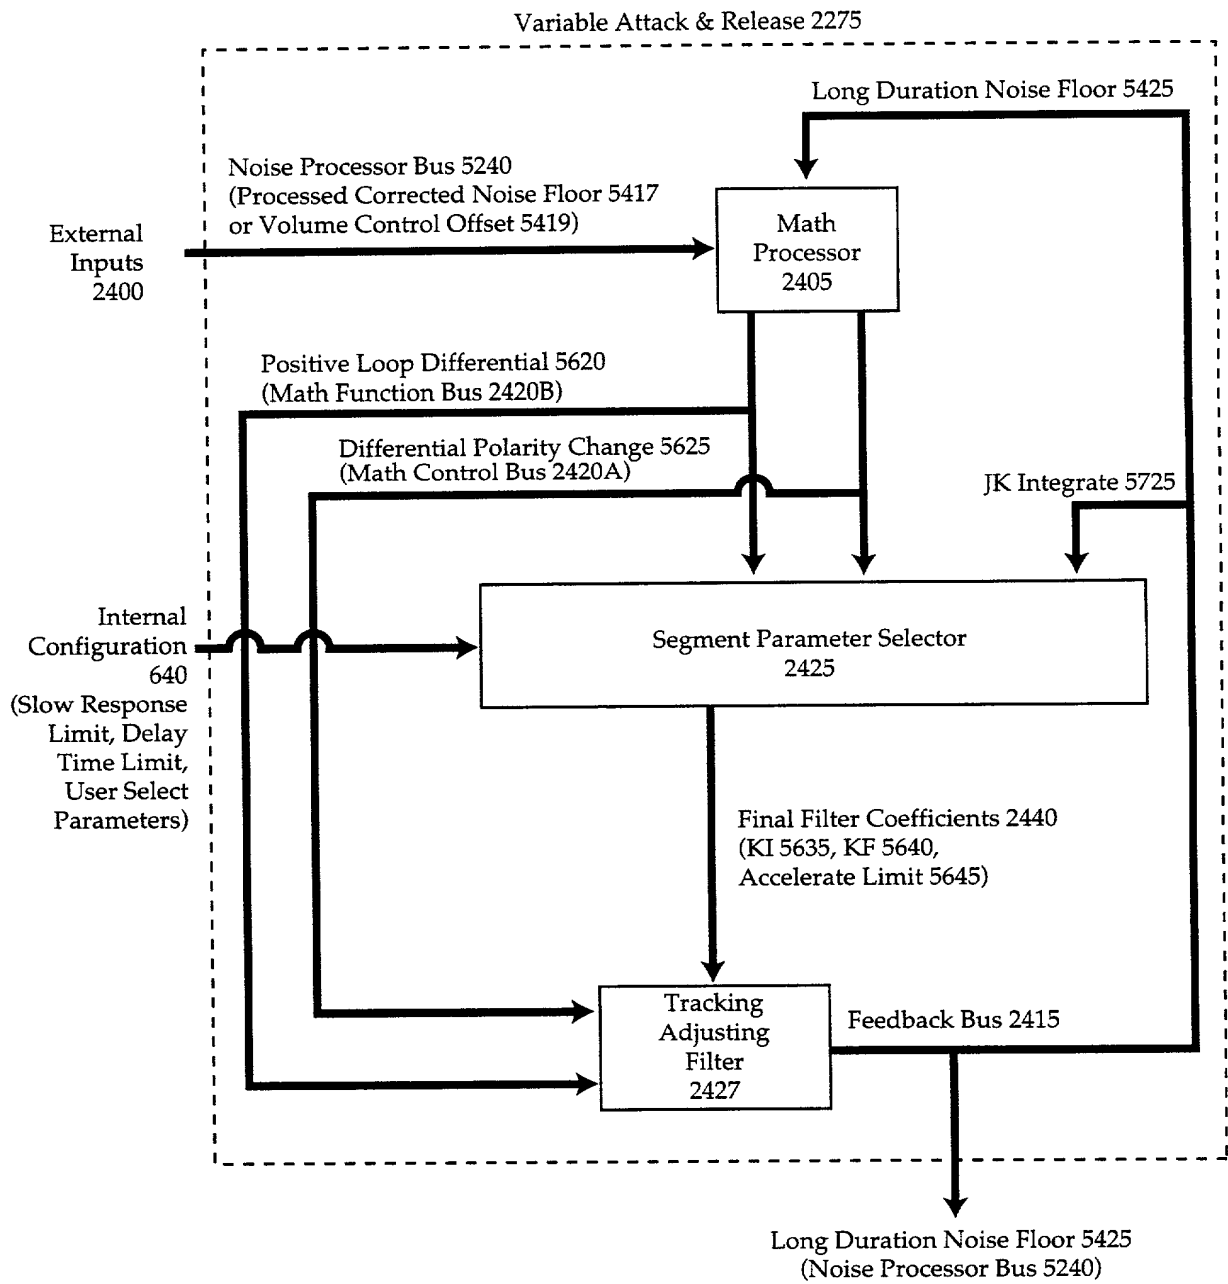 Variable Attack & Release 2275
Long Duration Noise Floor 5425
Noise Processor Bus 5240
(Processed Corrected Noise Floor 5417
or Volume Control Offset 5419)
External
Inputs
2400
Math
Processor
2405
Positive Loop Differential 5620
(Math Function Bus 2420B)
Differential Polarity Change 5625
(Math Control Bus 2420A)
JK Integrate 5725
Internal
Configuration
640
(Slow Response
Limit, Delay
Time Limit,
User Select
Parameters)
Segment Parameter Selector
2425
Final Filter Coefficients 2440
(KI 5635, KF 5640,
Accelerate Limit 5645)
Tracking
Adjusting
Filter
2427
Feedback Bus 2415
Long Duration Noise Floor 5425
(Noise Processor Bus 5240)